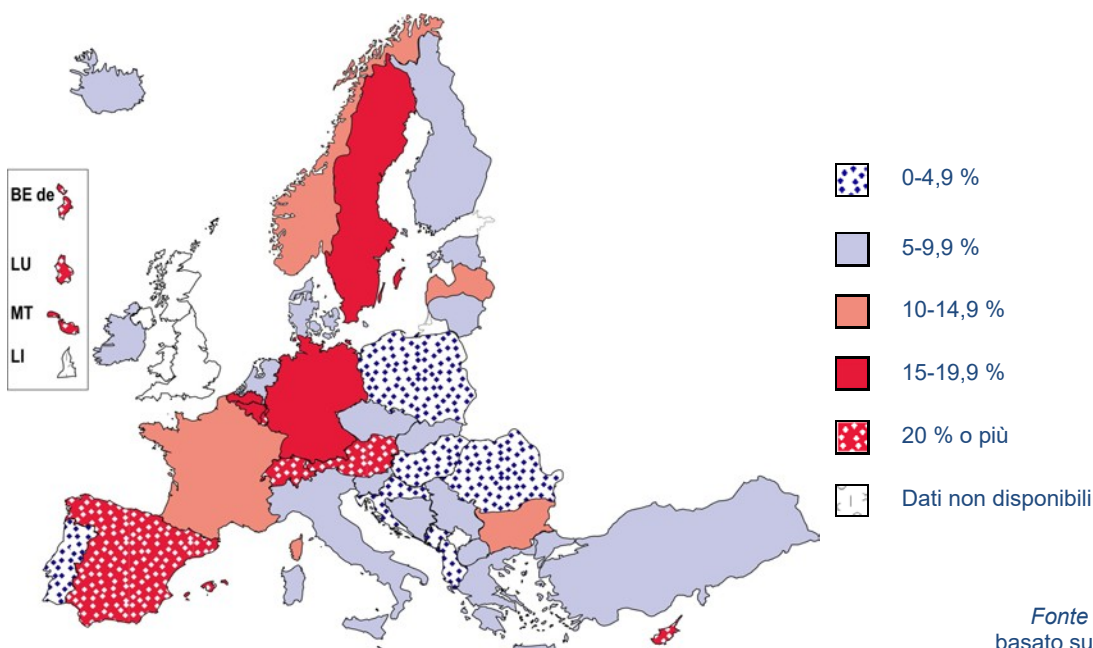 BE de
LU
MT
LI
0-4,9 %
5-9,9 %
10-14,9 %
15-19,9 %
20 % o più
Dati non disponibili
Fonte
basato su